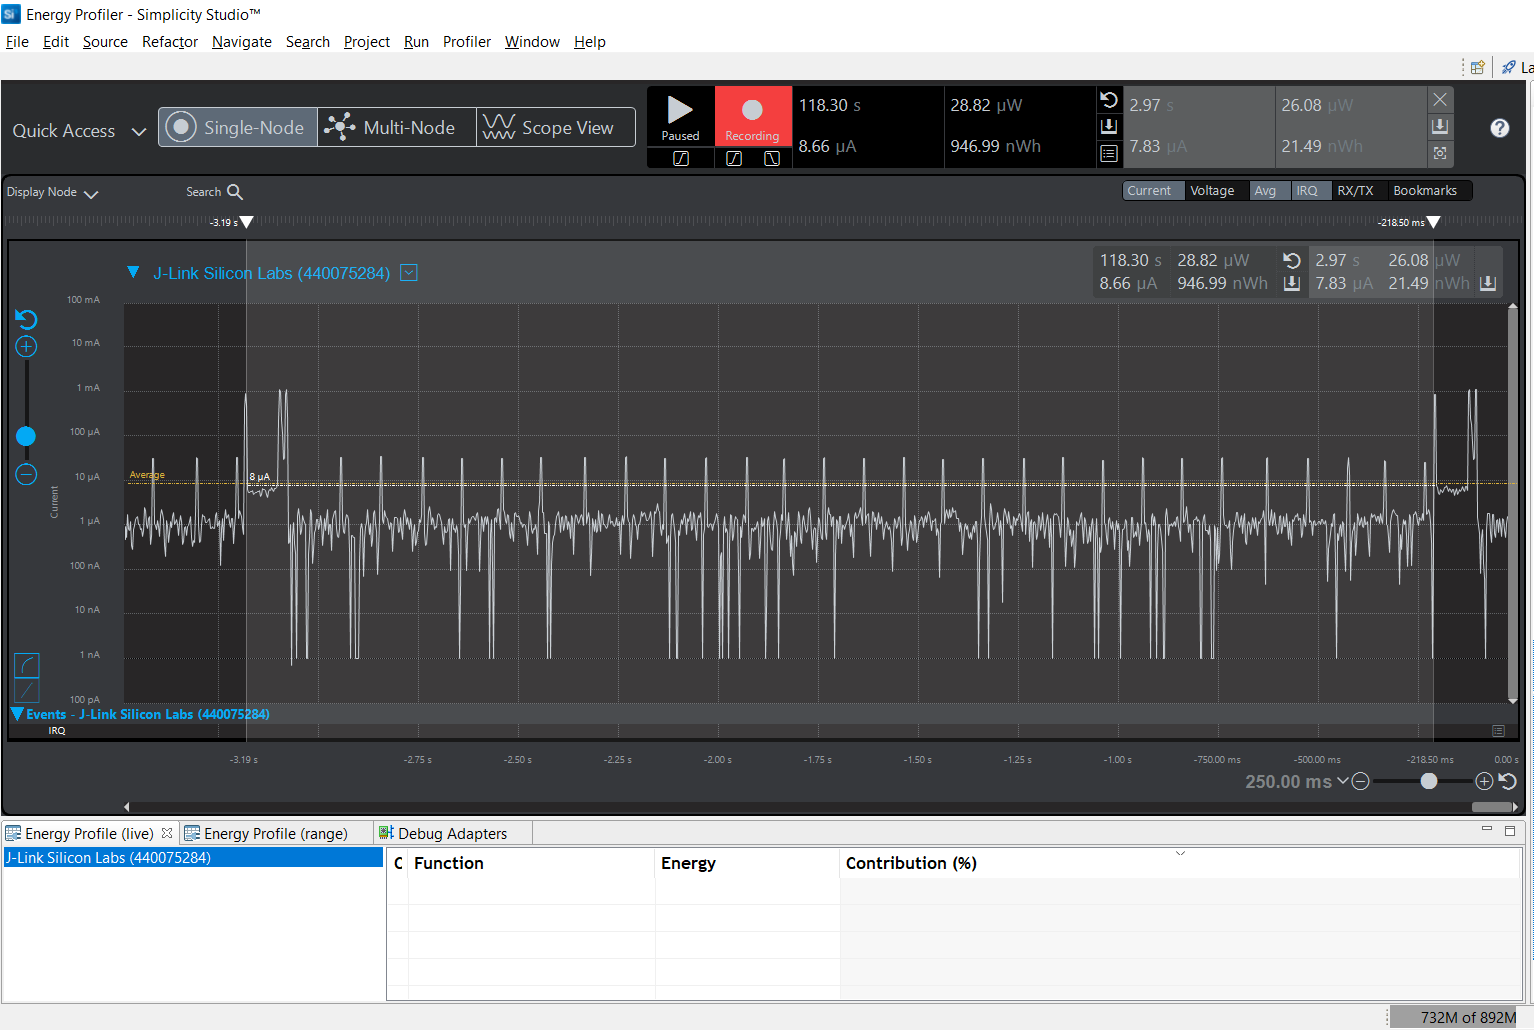 Energy Profiler - Simplicity Studio™
File Edit Source Refactor Navigate Search Project Run Profiler Window Help
La
Quick Access
Single-Node
Multi-Node
Scope View
Paused
Recording
118.30 s
28.82 µW
8.66 µA
946.99 nWh
2.97 s
26.08 µW
7.83 µA
21.49 nWh
Display Node
Search
Current Voltage Avg IRQ RX/TX Bookmarks
-3.19 s
-218.50 ms
J-Link Silicon Labs (440075284)
118.30 s 28.82 µW
8.66 µA 946.99 nWh
2.97 s 26.08 µW
7.83 µA 21.49 nWh
100 mA
10 mA
1 mA
100 µA
10 µA
1 µA
100 nA
10 nA
1 nA
100 pA
Current
Average
8 µA
Events - J-Link Silicon Labs (440075284)
IRQ
-3.19 s -2.75 s -2.50 s -2.25 s -2.00 s -1.75 s -1.50 s -1.25 s -1.00 s -750.00 ms -500.00 ms -218.50 ms 0.00 s
250.00 ms
Energy Profile (live) Energy Profile (range) Debug Adapters
J-Link Silicon Labs (440075284)
C Function Energy Contribution (%)
732M of 892M